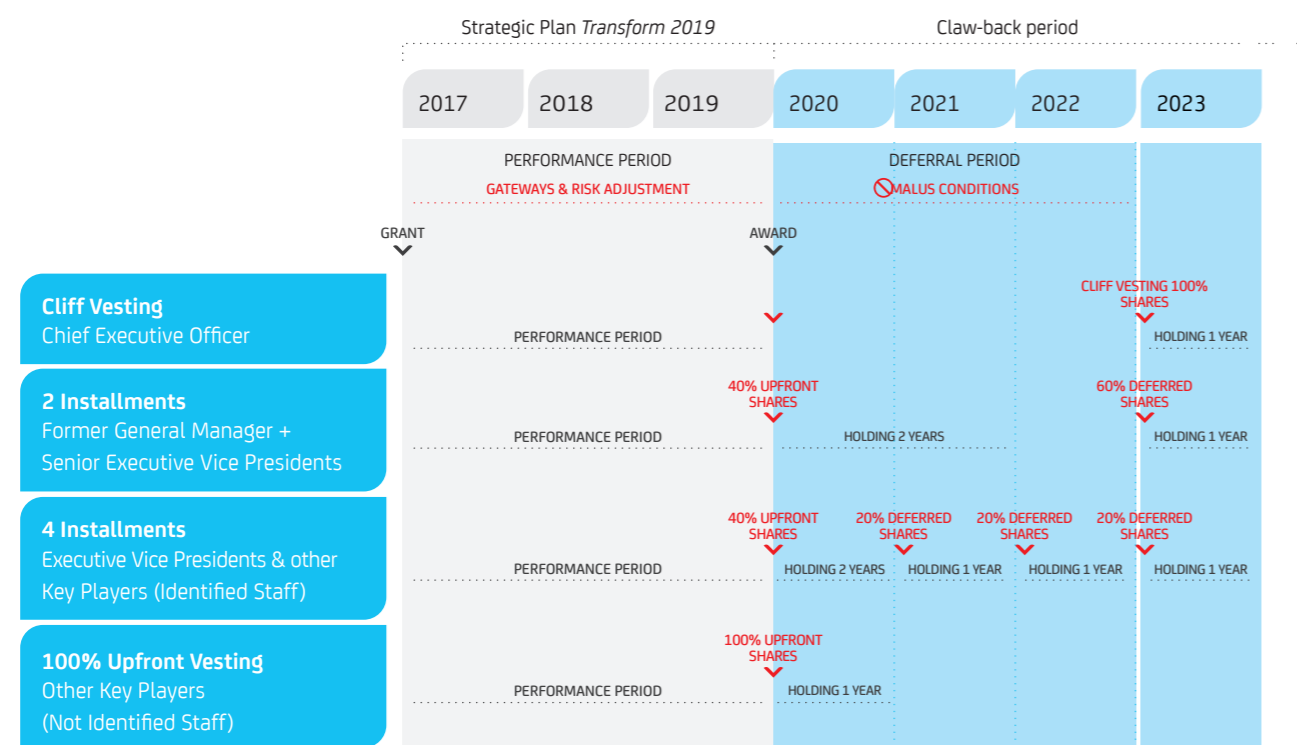 Strategic Plan Transform 2019
Claw-back period
2017
2018
2019
2020
2021
2022
2023
PERFORMANCE PERIOD
DEFERRAL PERIOD
GATEWAYS & RISK ADJUSTMENT
MALUS CONDITIONS
GRANT
AWARD
Cliff Vesting
Chief Executive Officer
PERFORMANCE PERIOD
CLIFF VESTING 100%
SHARES
HOLDING 1 YEAR
2 Installments
Former General Manager +
Senior Executive Vice Presidents
40% UPFRONT
SHARES
60% DEFERRED
SHARES
PERFORMANCE PERIOD
HOLDING 2 YEARS
HOLDING 1 YEAR
4 Installments
Executive Vice Presidents & other
Key Players (Identified Staff)
40% UPFRONT
SHARES
20% DEFERRED
SHARES
20% DEFERRED
SHARES
20% DEFERRED
SHARES
PERFORMANCE PERIOD
HOLDING 2 YEARS
HOLDING 1 YEAR
HOLDING 1 YEAR
HOLDING 1 YEAR
100% Upfront Vesting
Other Key Players
(Not Identified Staff)
100% UPFRONT
SHARES
PERFORMANCE PERIOD
HOLDING 1 YEAR